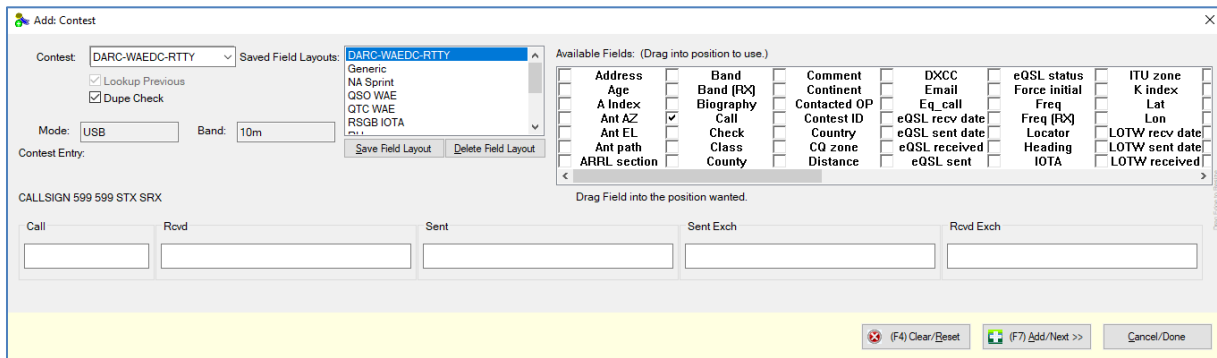 Add: Contest
Contest: DARC-WAEDC-RTTY Saved Field Layouts:
Lookup Previous
Dupe Check
Mode: USB Band: 10m
Contest Entry:
DARC-WAEDC-RTTY
Generic
NA Sprint
QSO WAE
QTC WAE
RSGB IOTA
Save Field Layout Delete Field Layout
Available Fields: (Drag into position to use.)
Address Band Comment DXCC eQSL status ITU zone
Age Band (RX) Continent Email Force initial K index
A Index Biography Contacted OP Eq_call Freq Lat
Ant AZ Call Contest ID eQSL recv date Freq (RX) Lon
Ant EL Check Country eQSL sent date Locator LOTW recv date
Ant path Class CQ zone eQSL received Heading LOTW sent date
ARRL section County Distance eQSL sent IOTA LOTW received
Drag Field into the position wanted.
CALLSIGN 599 599 STX SRX
Call Rcvd Sent Sent Exch Rcvd Exch
(F4) Clear/Reset (F7) Add/Next >> Cancel/Done